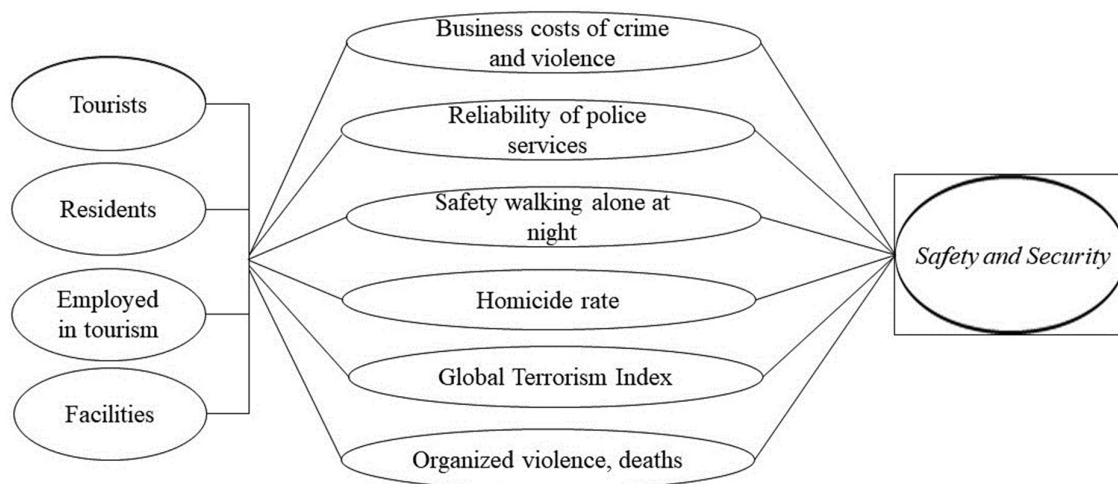 Tourists
Residents
Employed
in tourism
Facilities
Business costs of crime
and violence
Reliability of police
services
Safety walking alone at
night
Homicide rate
Global Terrorism Index
Organized violence, deaths
Safety and Security